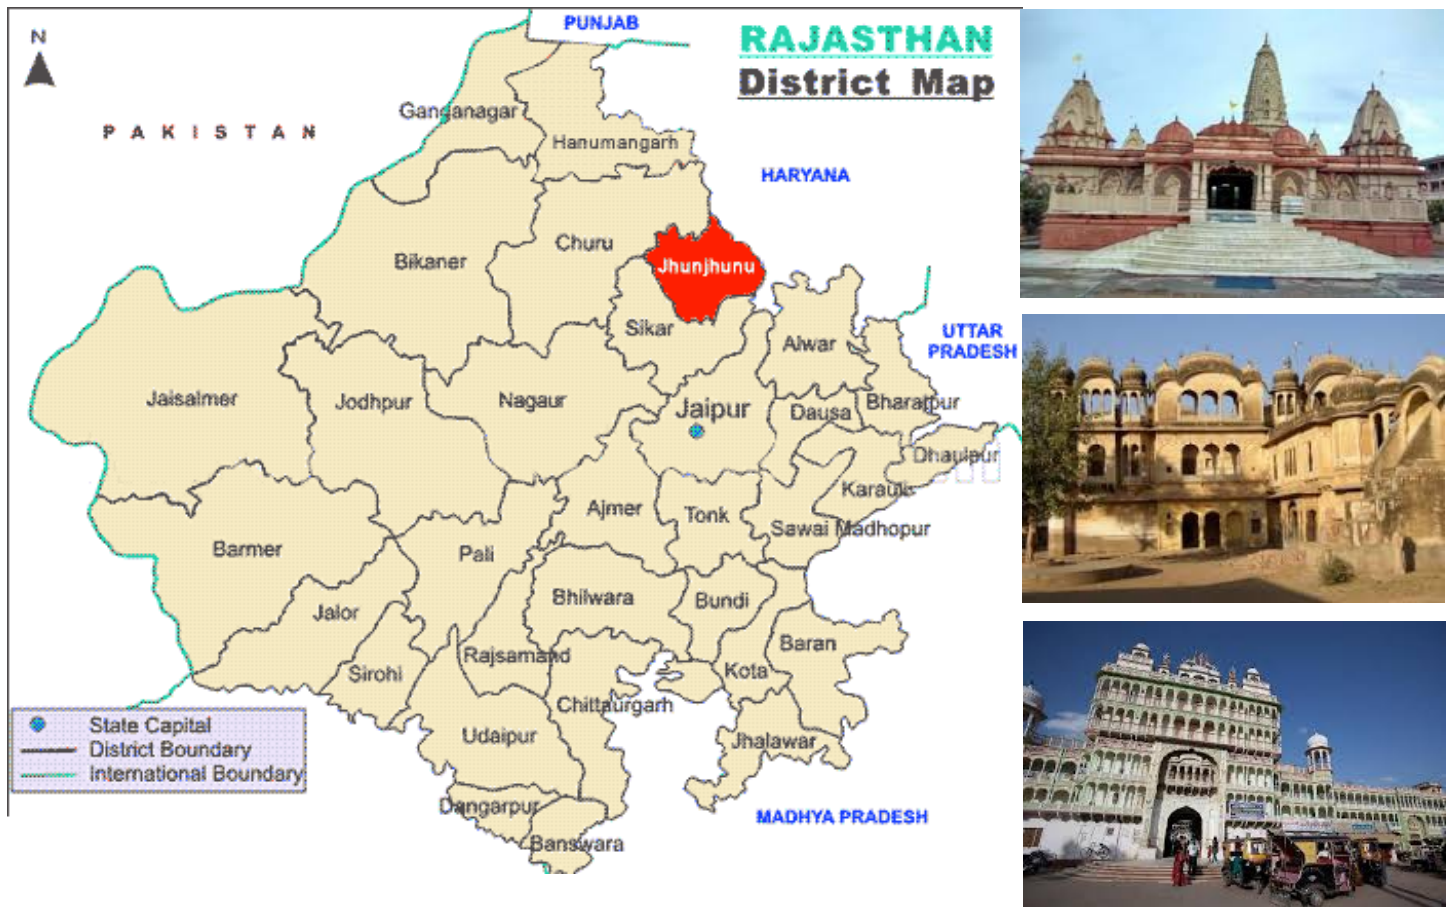 PUNJAB
RAJASTHAN
District Map
N
PAKISTAN
Ganganagar
Hanumangarh
HARYANA
Churu
Bikaner
Jhunjhunu
Sikar
Alwar
UTTAR
PRADESH
Jaisalmer
Jodhpur
Nagaur
Jaipur
Dausa
Bharatpur
Dhaulpur
Karauli
Ajmer
Tonk
Sawai Madhopur
Barmer
Pali
Jalor
Bhilwara
Bundi
Baran
Sirohi
Rajsamand
Kota
Chittaurgarh
Udaipur
Jhalawar
Dangarpur
Banswara
MADHYA PRADESH
State Capital
District Boundary
International Boundary